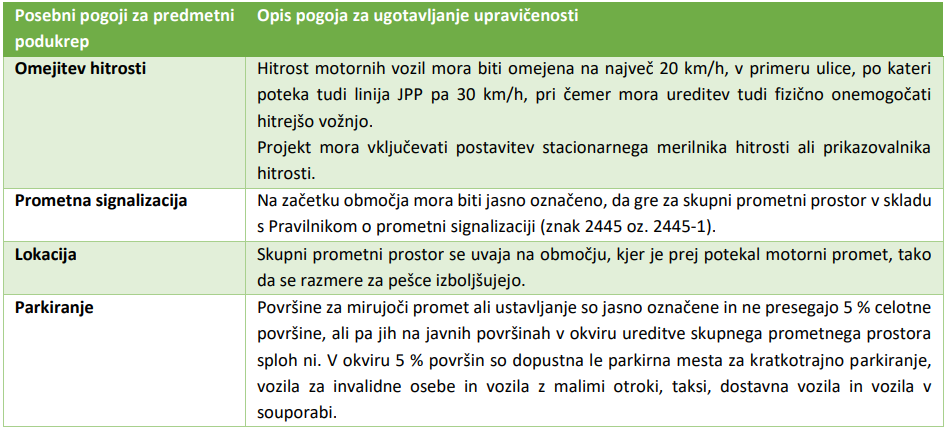 Posebni pogoji za predmetni podukrep
Opis pogoja za ugotavljanje upravičenosti
Omejitev hitrosti
Hitrost motornih vozil mora biti omejena na največ 20 km/h, v primeru ulice, po kateri
poteka tudi linija JPP pa 30 km/h, pri čemer mora ureditev tudi fizično onemogočati
hitrejšo vožnjo.
Projekt mora vključevati postavitev stacionarnega merilnika hitrosti ali prikazovalnika
hitrosti.
Prometna signalizacija
Na začetku območja mora biti jasno označeno, da gre za skupni prometni prostor v skladu
s Pravilnikom o prometni signalizaciji (znak 2445 oz. 2445-1).
Lokacija
Skupni prometni prostor se uvaja na območju, kjer je prej potekal motorni promet, tako
da se razmere za pešce izboljšujejo.
Parkiranje
Površine za mirujoči promet ali ustavljanje so jasno označene in ne presegajo 5 % celotne
površine, ali pa jih na javnih površinah v okviru ureditve skupnega prometnega prostora
sploh ni. V okviru 5 % površin so dopustna le parkirna mesta za kratkotrajno parkiranje,
vozila za invalidne osebe in vozila z malimi otroki, taksi, dostavna vozila in vozila v
souporabi.